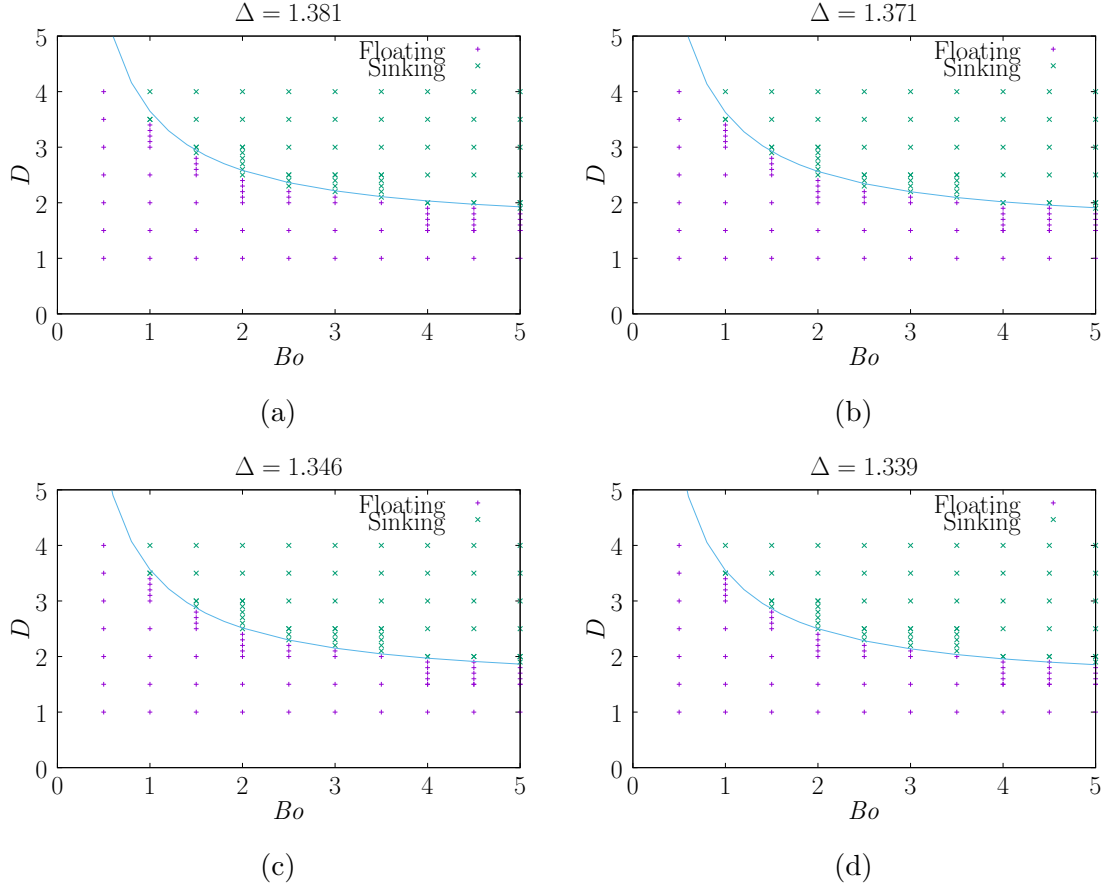 Δ = 1.381
5
4
3
2
1
0
D
Floating
Sinking
0 1 2 3 4 5
Bo
(a)
Δ = 1.371
5
4
3
2
1
0
D
Floating
Sinking
0 1 2 3 4 5
Bo
(b)
Δ = 1.346
5
4
3
2
1
0
D
Floating
Sinking
0 1 2 3 4 5
Bo
(c)
Δ = 1.339
5
4
3
2
1
0
D
Floating
Sinking
0 1 2 3 4 5
Bo
(d)